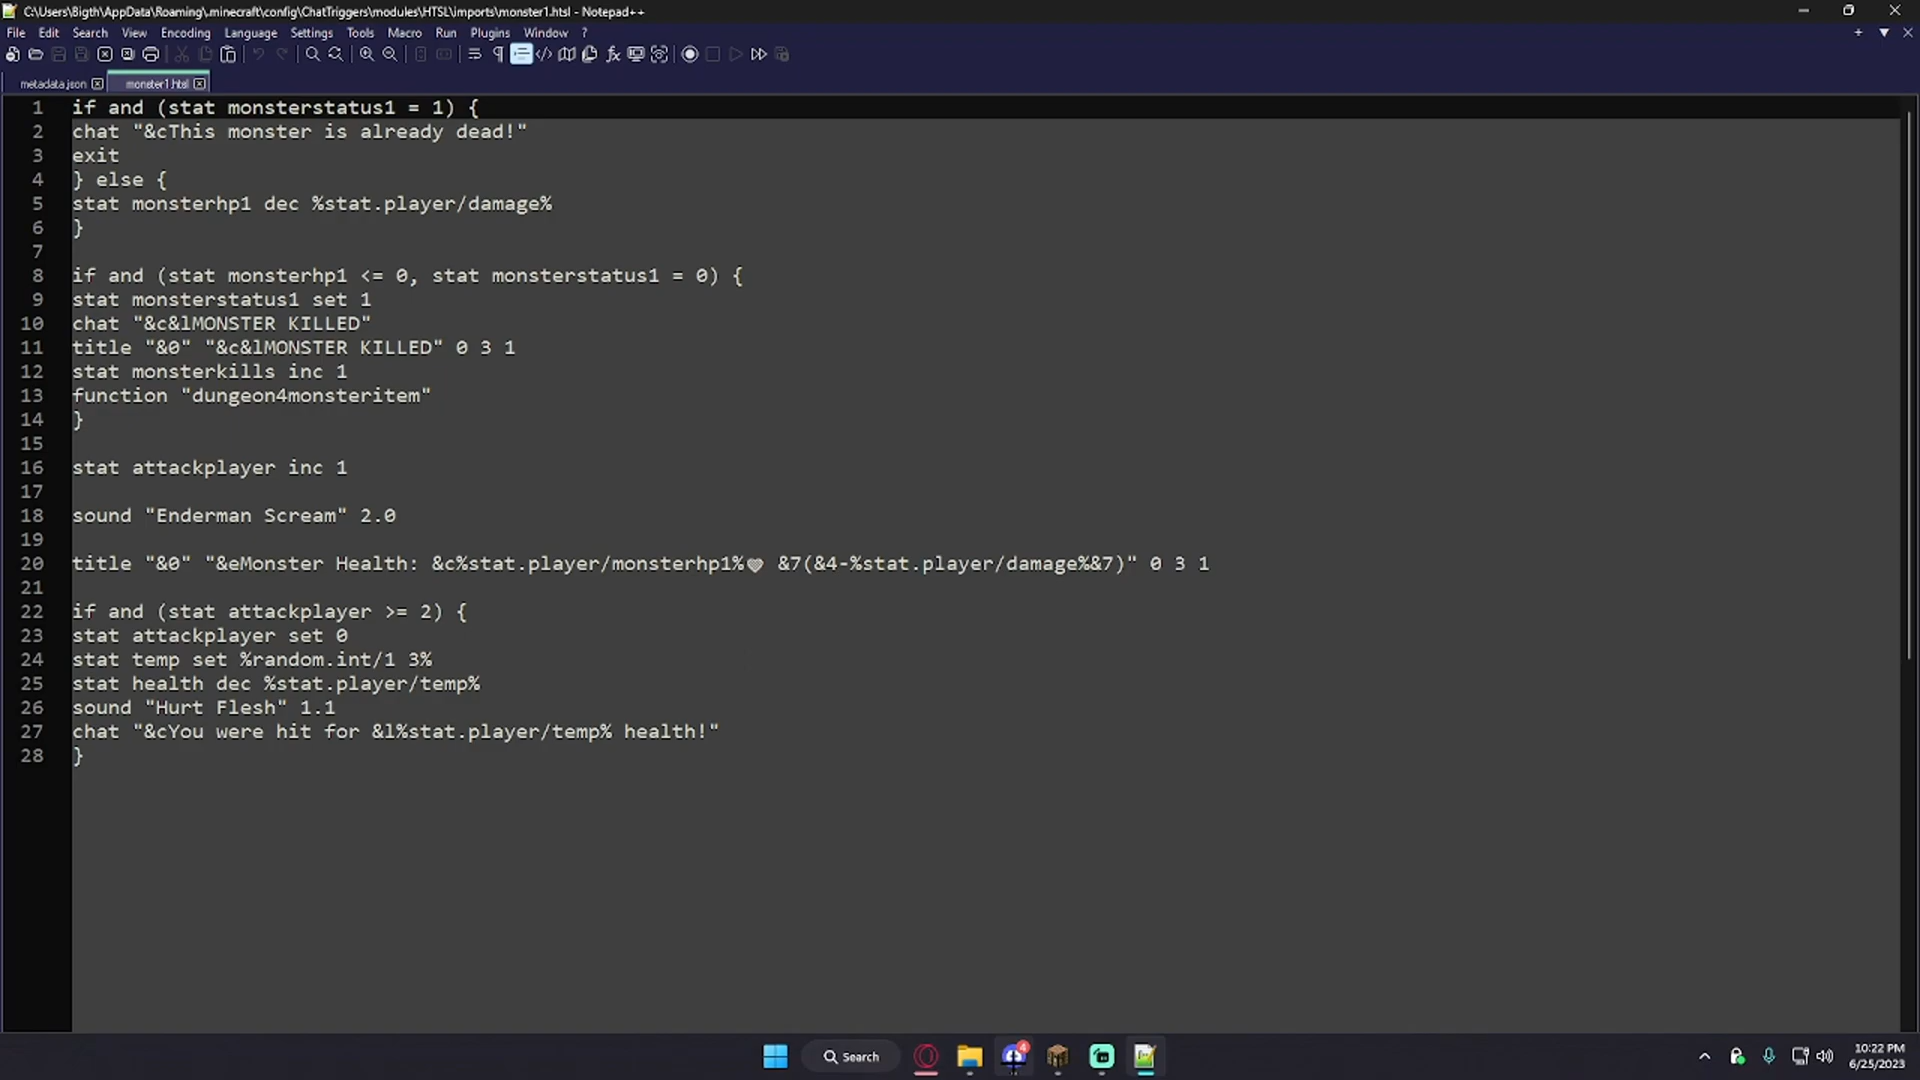 C:\Users\Bigth\AppData\Roaming\.minecraft\config\ChatTriggers\modules\HTSL\imports\monster1.htsl - Notepad++
File Edit Search View Encoding Language Settings Tools Macro Run Plugins Window ?
metadata.json monster1.htsl
1 if and (stat monsterstatus1 = 1) {
2 chat "&cThis monster is already dead!"
3 exit
4 } else {
5 stat monsterhp1 dec %stat.player/damage%
6 }
7
8 if and (stat monsterhp1 <= 0, stat monsterstatus1 = 0) {
9 stat monsterstatus1 set 1
10 chat "&c&lMONSTER KILLED"
11 title "&0" "&c&lMONSTER KILLED" 0 3 1
12 stat monsterkills inc 1
13 function "dungeon4monsteritem"
14 }
15
16 stat attackplayer inc 1
17
18 sound "Enderman Scream" 2.0
19
20 title "&0" "&eMonster Health: &c%stat.player/monsterhp1%❤ &7(&4-%stat.player/damage%&7)" 0 3 1
21
22 if and (stat attackplayer >= 2) {
23 stat attackplayer set 0
24 stat temp set %random.int/1 3%
25 stat health dec %stat.player/temp%
26 sound "Hurt Flesh" 1.1
27 chat "&cYou were hit for &l%stat.player/temp% health!"
28 }
Search
4
10:22 PM
6/25/2023